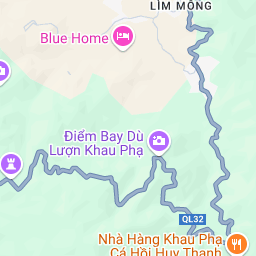 LÌM MÔNG
Blue Home
Điểm Bay Dù
Lượn Khau Phạ
QL32
Nhà Hàng Khau Phạ
Cá Hồi Huy Thanh